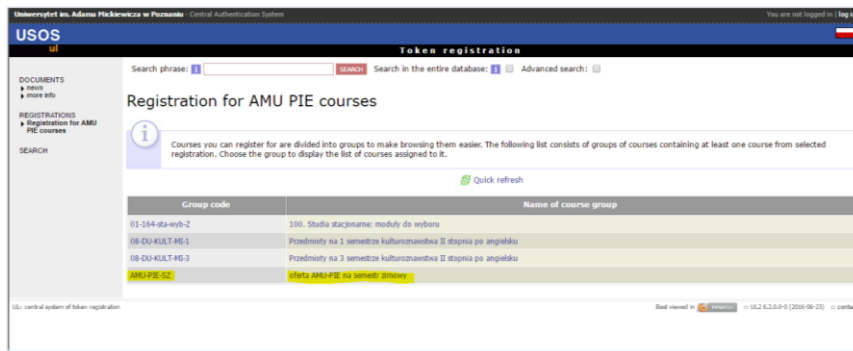 Uniwersytet im. Adama Mickiewicza w Poznaniu - Central Authentication System
You are not logged in | log in
USOS
ul
Token registration
Search phrase: SEARCH Search in the entire database: Advanced search:
DOCUMENTS
news
more info
REGISTRATIONS
Registration for AMU
PIE courses
SEARCH
Registration for AMU PIE courses
Courses you can register for are divided into groups to make browsing them easier. The following list consists of groups of courses containing at least one course from selected
registration. Choose the group to display the list of courses assigned to it.
Quick refresh
Group code Name of course group
01-164-sta-wyb-Z 100. Studia stacjonarne: moduły do wyboru
08-DU-KULT-MI-1 Przedmioty na 1 semestrze kulturoznawstwa II stopnia po angielsku
08-DU-KULT-MI-3 Przedmioty na 3 semestrze kulturoznawstwa II stopnia po angielsku
AMU-PIE-SZ oferta AMU-PIE na semestr zimowy
UL: central system of token registration
Best viewed in :: UL2 6.2.0.0-0 (2016-06-23) :: conta